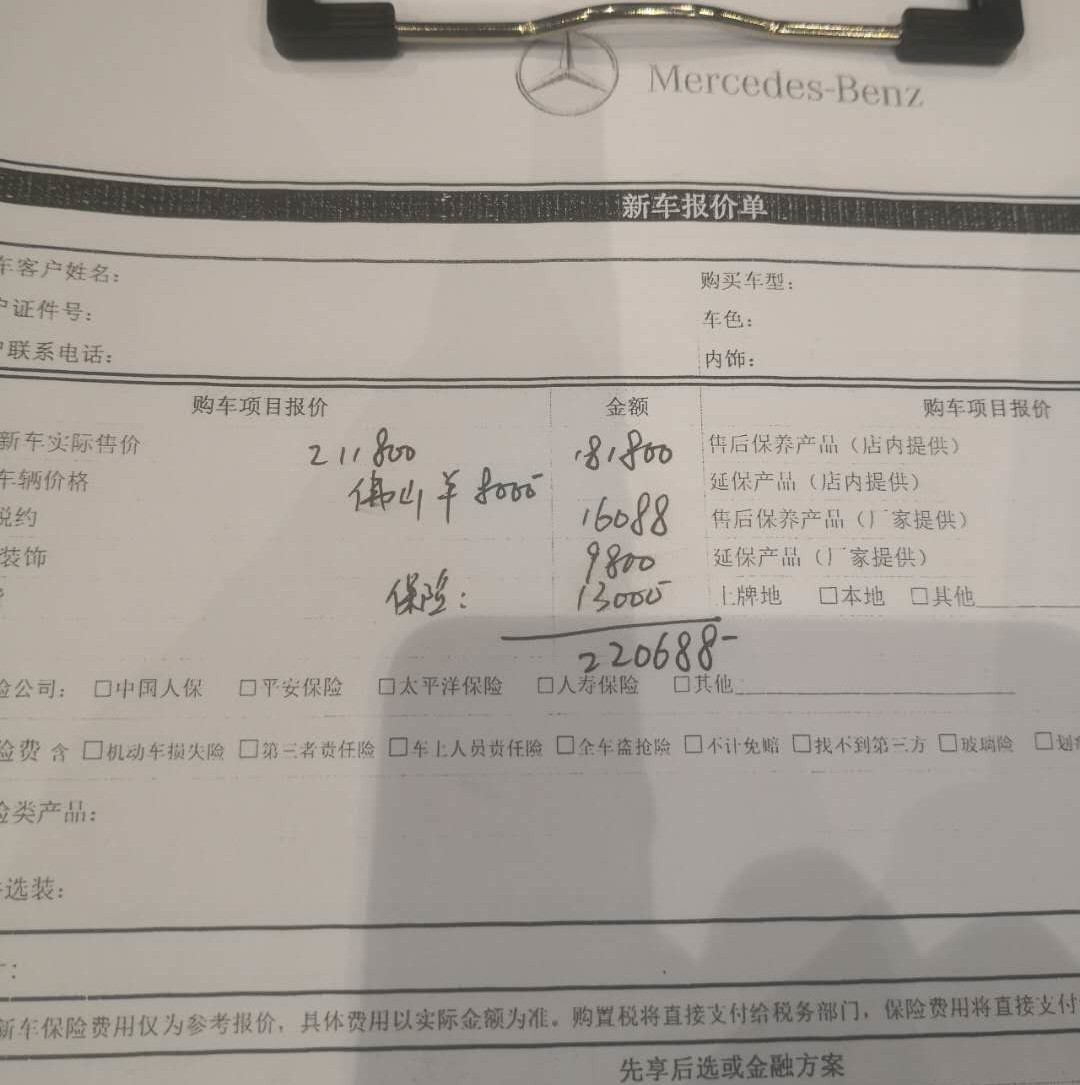 Mercedes-Benz
新车报价单
车客户姓名：
购买车型：
户证件号：
车色：
联系电话：
内饰：
购车项目报价 金额 购车项目报价
新车实际售价 211800 181800 售后保养产品（店内提供）
车辆价格 佛山 8000 延保产品（店内提供）
税约 16088 售后保养产品（厂家提供）
装饰 9800 延保产品（厂家提供）
保险： 13000 上牌地 □本地 □其他
220688-
险公司： □中国人保 □平安保险 □太平洋保险 □人寿保险 □其他
险费 含 □机动车损失险 □第三者责任险 □车上人员责任险 □全车盗抢险 □不计免赔 □找不到第三方 □玻璃险 □划
险类产品：
选装：
新车保险费用仅为参考报价，具体费用以实际金额为准。购置税将直接支付给税务部门，保险费用将直接支付
先享后选或金融方案